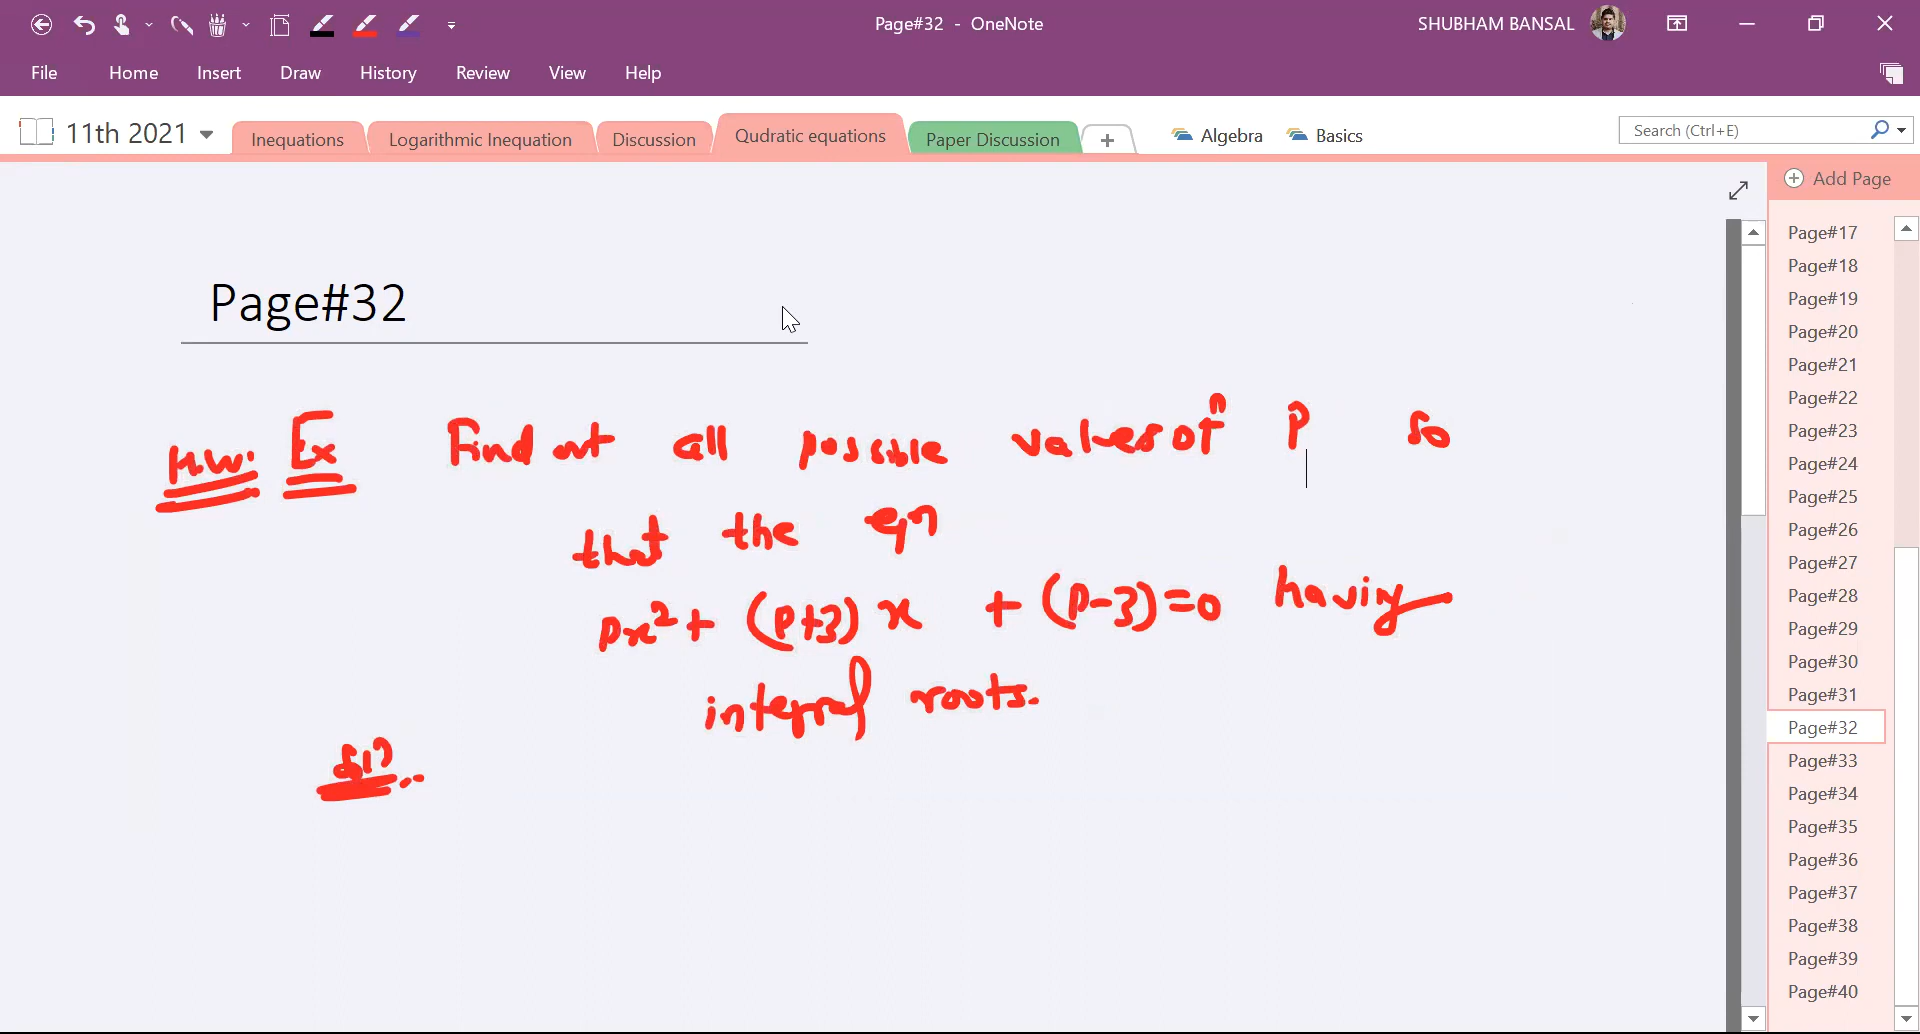 Page#32 - OneNote
SHUBHAM BANSAL
File Home Insert Draw History Review View Help
11th 2021
Inequations
Logarithmic Inequation
Discussion
Qudratic equations
Paper Discussion
Algebra
Basics
Search (Ctrl+E)
Add Page
Page#32
H.W. Ex Find out all possible values of P so
that the eqn
px²+ (p+3) x + (p-3)=0 having
integral roots.
Soln
Page#17
Page#18
Page#19
Page#20
Page#21
Page#22
Page#23
Page#24
Page#25
Page#26
Page#27
Page#28
Page#29
Page#30
Page#31
Page#32
Page#33
Page#34
Page#35
Page#36
Page#37
Page#38
Page#39
Page#40